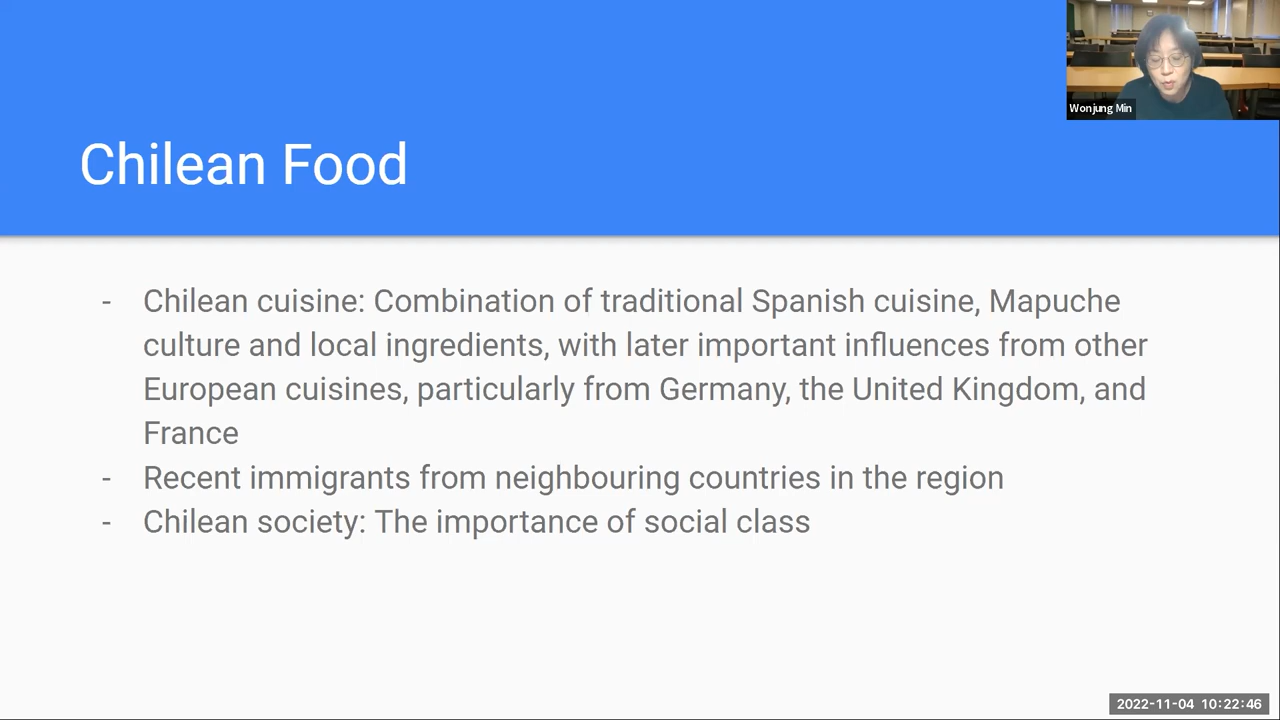 Wonjung Min
Chilean Food
- Chilean cuisine: Combination of traditional Spanish cuisine, Mapuche
culture and local ingredients, with later important influences from other
European cuisines, particularly from Germany, the United Kingdom, and
France
- Recent immigrants from neighbouring countries in the region
- Chilean society: The importance of social class
2022-11-04 10:22:46